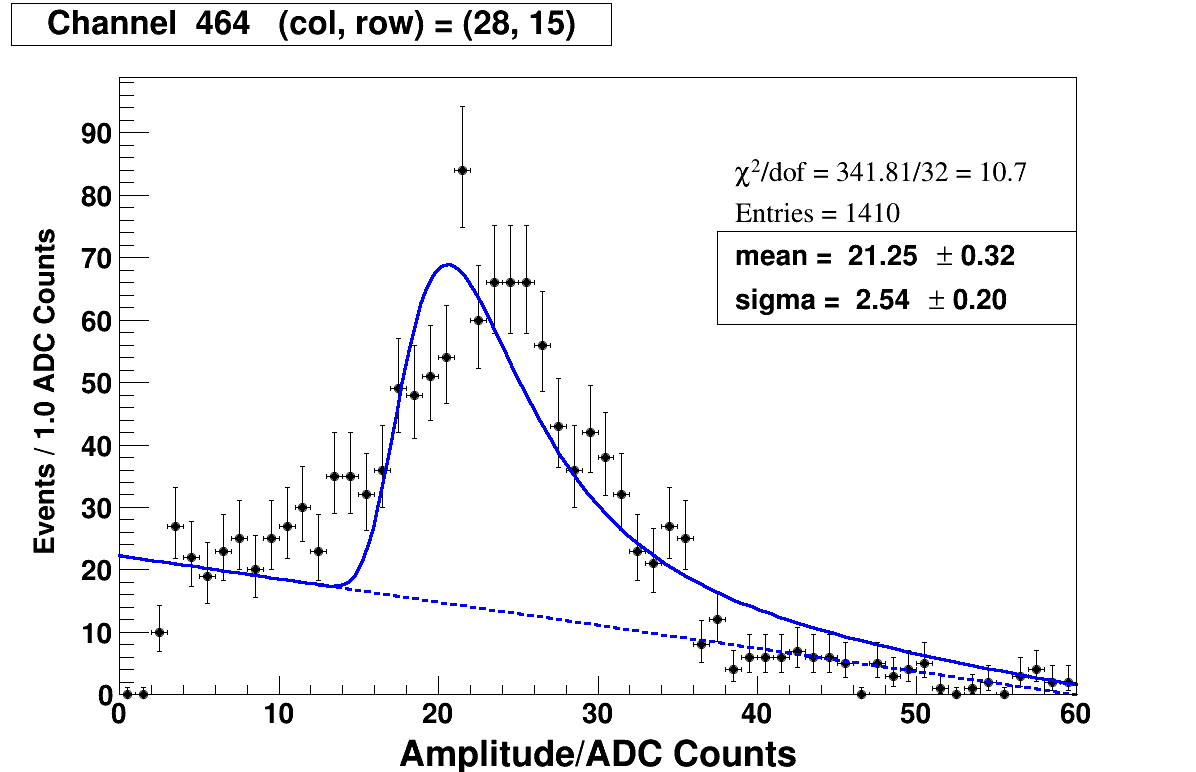 Channel 464 (col, row) = (28, 15)
90
80
70
60
50
40
30
20
10
0
Events / 1.0 ADC Counts
χ²/dof = 341.81/32 = 10.7
Entries = 1410
mean = 21.25 ± 0.32
sigma = 2.54 ± 0.20
0 10 20 30 40 50 60
Amplitude/ADC Counts